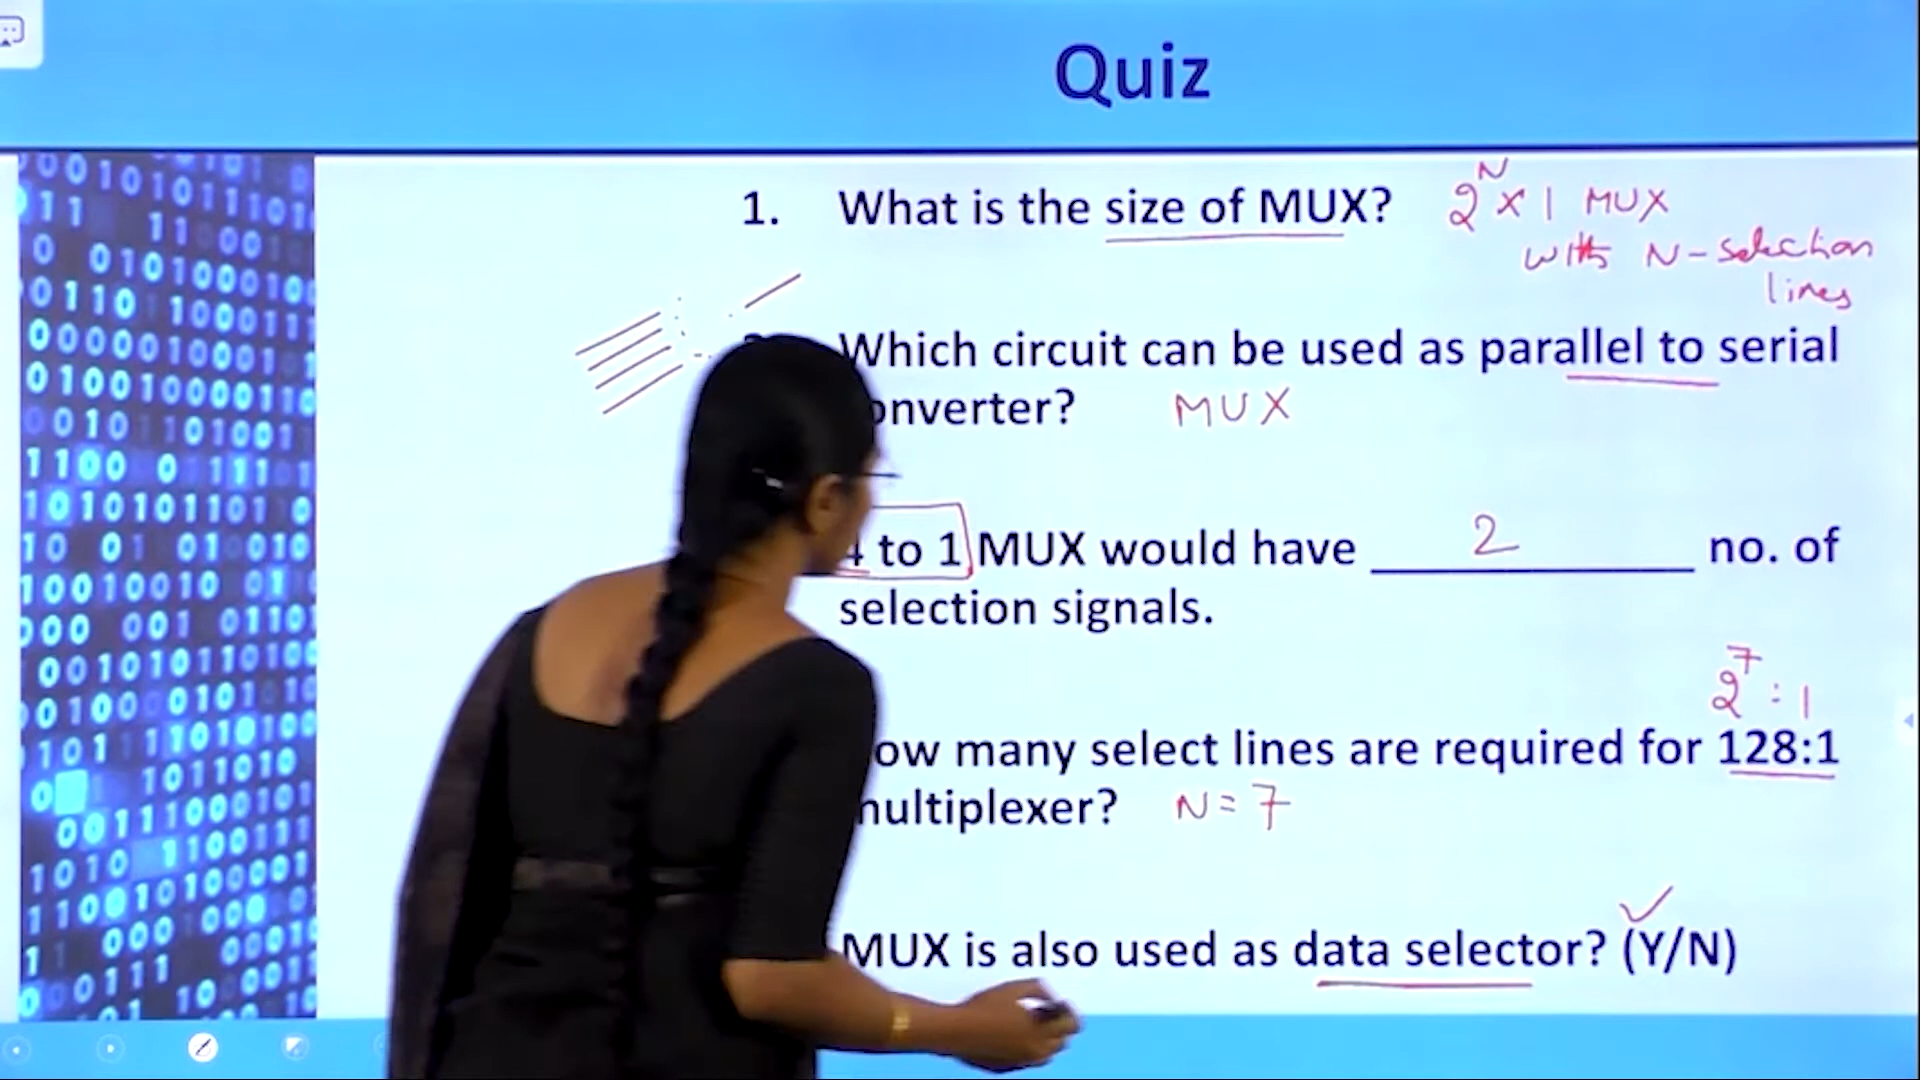 Quiz
1. What is the size of MUX? 2^N x 1 MUX
with N-selection
lines
Which circuit can be used as parallel to serial
onverter? MUX
4 to 1 MUX would have 2 no. of
selection signals.
2^7 : 1
ow many select lines are required for 128:1
multiplexer? N = 7
MUX is also used as data selector? (Y/N)